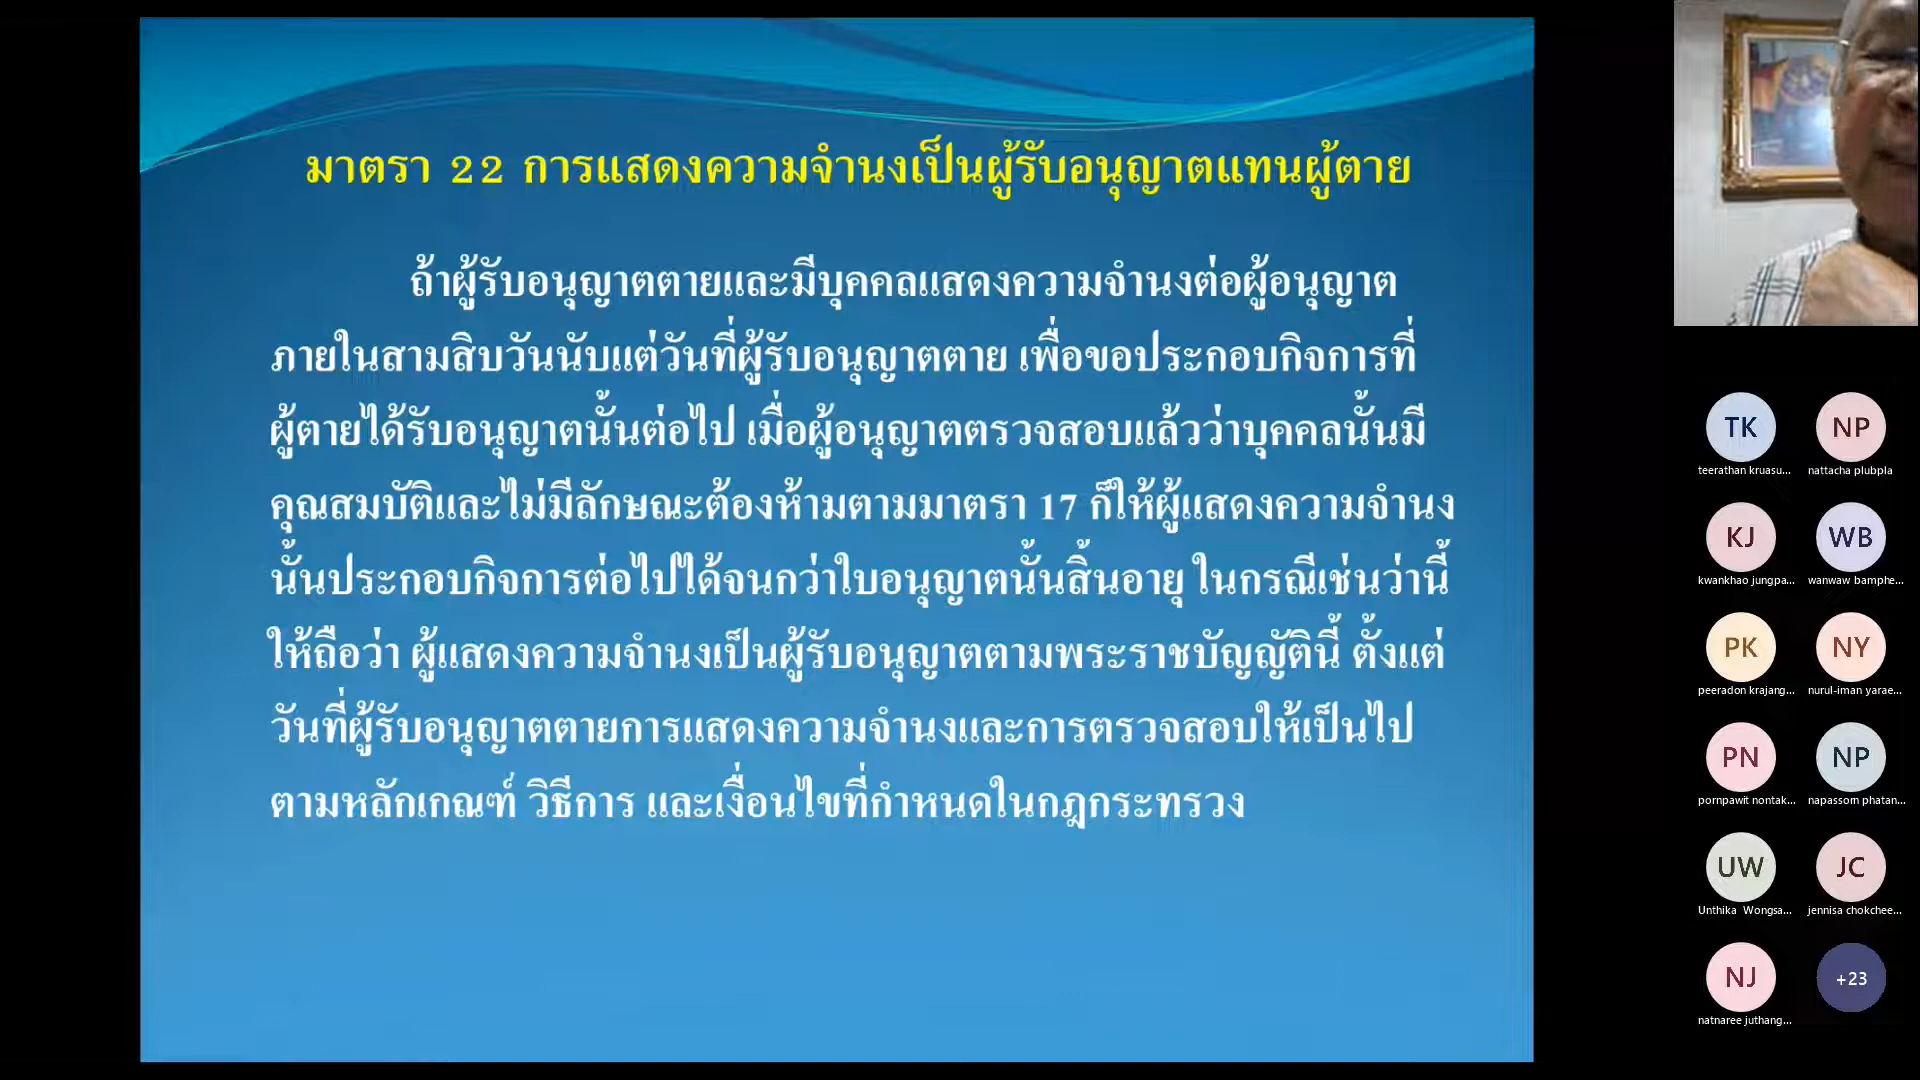 มาตรา 22 การแสดงความจำนงเป็นผู้รับอนุญาตแทนผู้ตาย
ถ้าผู้รับอนุญาตตายและมีบุคคลแสดงความจำนงต่อผู้อนุญาต
ภายในสามสิบวันนับแต่วันที่ผู้รับอนุญาตตาย เพื่อขอประกอบกิจการที่
ผู้ตายได้รับอนุญาตนั้นต่อไป เมื่อผู้อนุญาตตรวจสอบแล้วว่าบุคคลนั้นมี
คุณสมบัติและไม่มีลักษณะต้องห้ามตามมาตรา 17 ก็ให้ผู้แสดงความจำนง
นั้นประกอบกิจการต่อไปได้จนกว่าใบอนุญาตนั้นสิ้นอายุ ในกรณีเช่นว่านี้
ให้ถือว่า ผู้แสดงความจำนงเป็นผู้รับอนุญาตตามพระราชบัญญัตินี้ ตั้งแต่
วันที่ผู้รับอนุญาตตายการแสดงความจำนงและการตรวจสอบให้เป็นไป
ตามหลักเกณฑ์ วิธีการ และเงื่อนไขที่กำหนดในกฎกระทรวง
TK NP
teerathan kruasu... nattacha plubpla
KJ WB
kwankhao jungpa... wanwaw bamphe...
PK NY
peeradon krajang... nurul-iman yarae...
PN NP
pornpawit nontak... napassorn phatan...
UW JC
Unthika Wongsa... jennisa chokchee...
NJ +23
natnaree juthang...